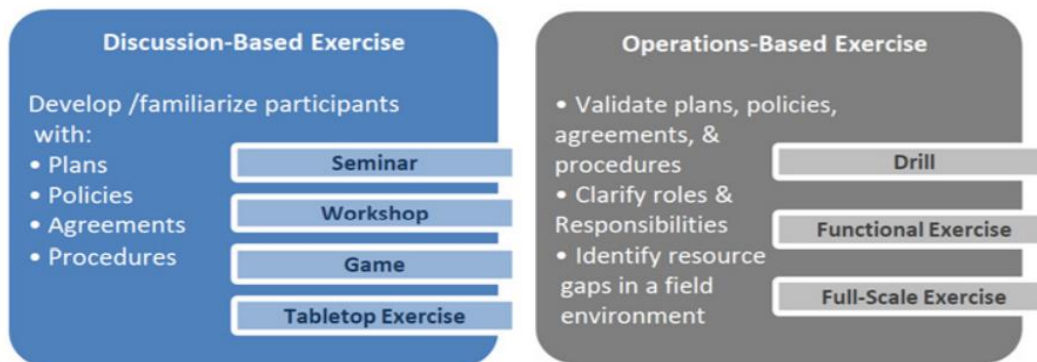 Discussion-Based Exercise
Develop /familiarize participants
with:
• Plans
• Policies
• Agreements
• Procedures
Seminar
Workshop
Game
Tabletop Exercise
Operations-Based Exercise
• Validate plans, policies,
agreements, &
procedures
• Clarify roles &
Responsibilities
• Identify resource
gaps in a field
environment
Drill
Functional Exercise
Full-Scale Exercise